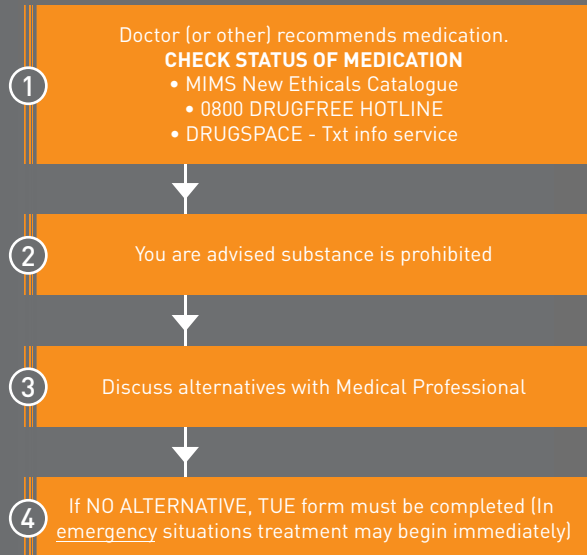 1
Doctor (or other) recommends medication.
CHECK STATUS OF MEDICATION
• MIMS New Ethicals Catalogue
• 0800 DRUGFREE HOTLINE
• DRUGSPACE - Txt info service
2
You are advised substance is prohibited
3
Discuss alternatives with Medical Professional
4
If NO ALTERNATIVE, TUE form must be completed (In
emergency situations treatment may begin immediately)